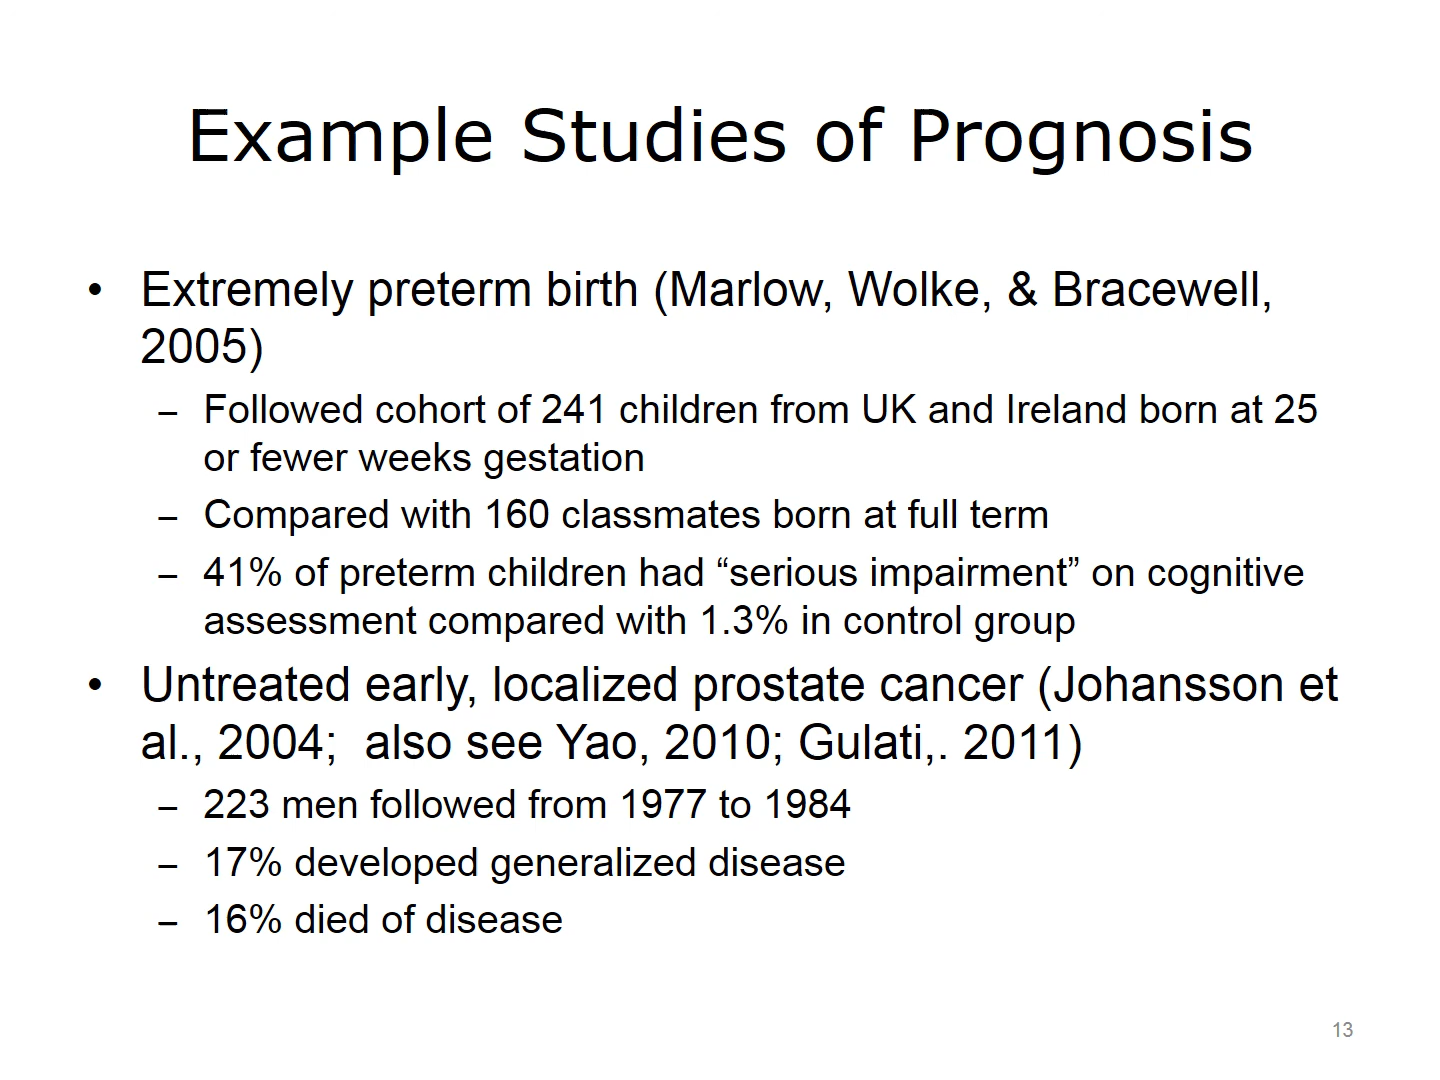 Example Studies of Prognosis
• Extremely preterm birth (Marlow, Wolke, & Bracewell,
2005)
– Followed cohort of 241 children from UK and Ireland born at 25
or fewer weeks gestation
– Compared with 160 classmates born at full term
– 41% of preterm children had “serious impairment” on cognitive
assessment compared with 1.3% in control group
• Untreated early, localized prostate cancer (Johansson et
al., 2004;  also see Yao, 2010; Gulati,. 2011)
– 223 men followed from 1977 to 1984
– 17% developed generalized disease
– 16% died of disease
13